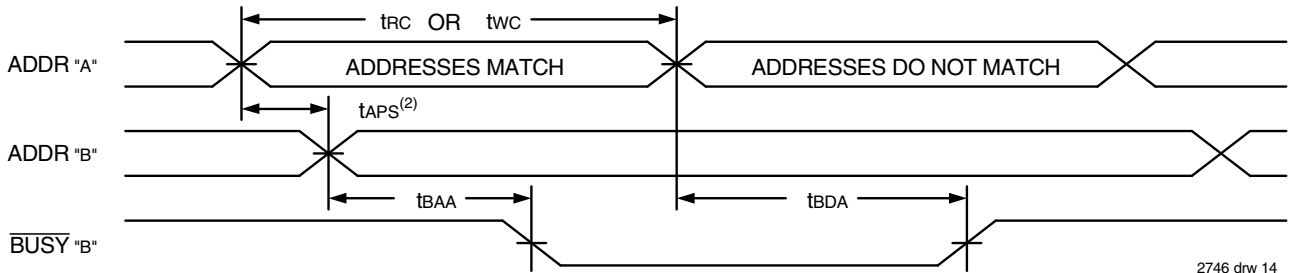 tRC OR tWC
ADDR "A"
ADDRESSES MATCH
ADDRESSES DO NOT MATCH
tAPS(2)
ADDR "B"
tBAA
tBDA
BUSY "B"
2746 drw 14